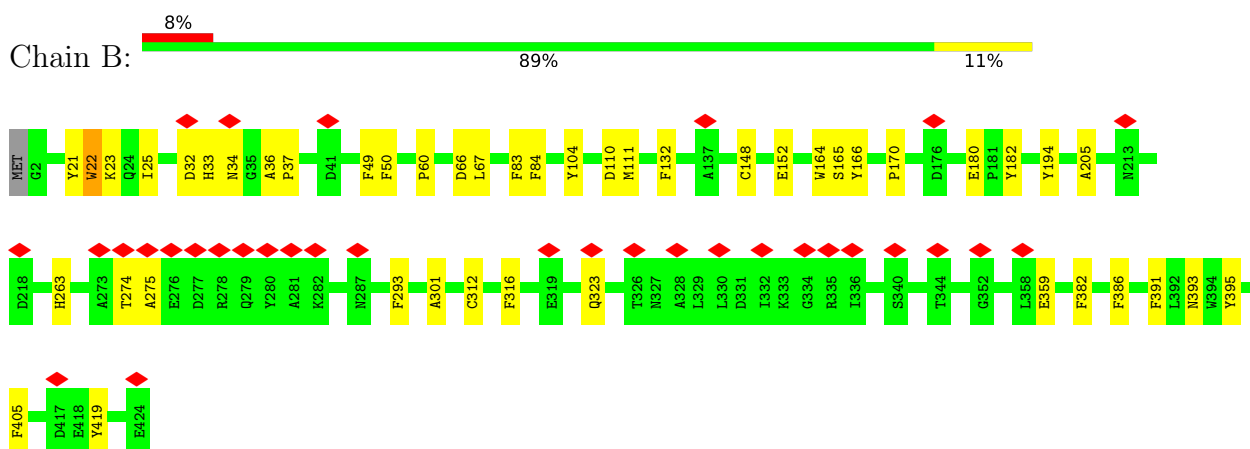 8%
Chain B:
89% 11%
MET G2 Y21 W22 K23 Q24 I25 D32 H33 N34 G35 A36 P37 D41 F49 F50 P60 D66 L67 F83 F84 Y104 D110 M111 F132 A137 C148 E152 W164 S165 Y166 P170 D176 E180 P181 Y182 Y194 A205 N213
D218 H263 A273 T274 A275 E276 D277 R278 Q279 Y280 A281 K282 N287 F293 A301 C312 F316 E319 Q323 T326 N327 A328 L329 L330 D331 I332 K333 G334 R335 I336 S340 T344 G352 L358 E359 F382 F386 F391 L392 N393 W394 Y395
F405 D417 E418 Y419 E424